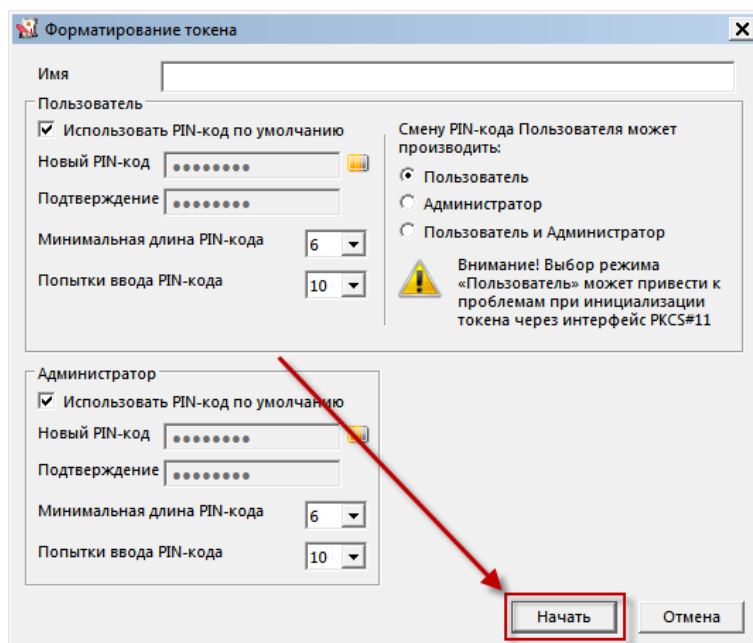 Форматирование токена
Имя
Пользователь
Использовать PIN-код по умолчанию
Новый PIN-код
Подтверждение
Минимальная длина PIN-кода
6
Попытки ввода PIN-кода
10
Смену PIN-кода Пользователя может
производить:
Пользователь
Администратор
Пользователь и Администратор
Внимание! Выбор режима
«Пользователь» может привести к
проблемам при инициализации
токена через интерфейс PKCS#11
Администратор
Использовать PIN-код по умолчанию
Новый PIN-код
Подтверждение
Минимальная длина PIN-кода
6
Попытки ввода PIN-кода
10
Начать
Отмена